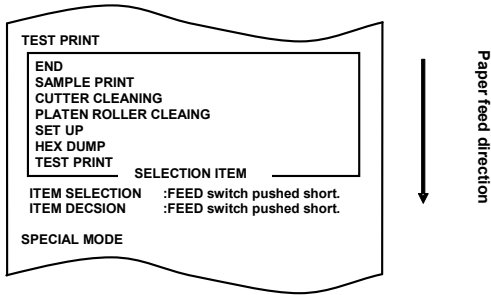 TEST PRINT
END
SAMPLE PRINT
CUTTER CLEANING
PLATEN ROLLER CLEAING
SET UP
HEX DUMP
TEST PRINT
SELECTION ITEM
ITEM SELECTION :FEED switch pushed short.
ITEM DECSION :FEED switch pushed short.
SPECIAL MODE
Paper feed direction